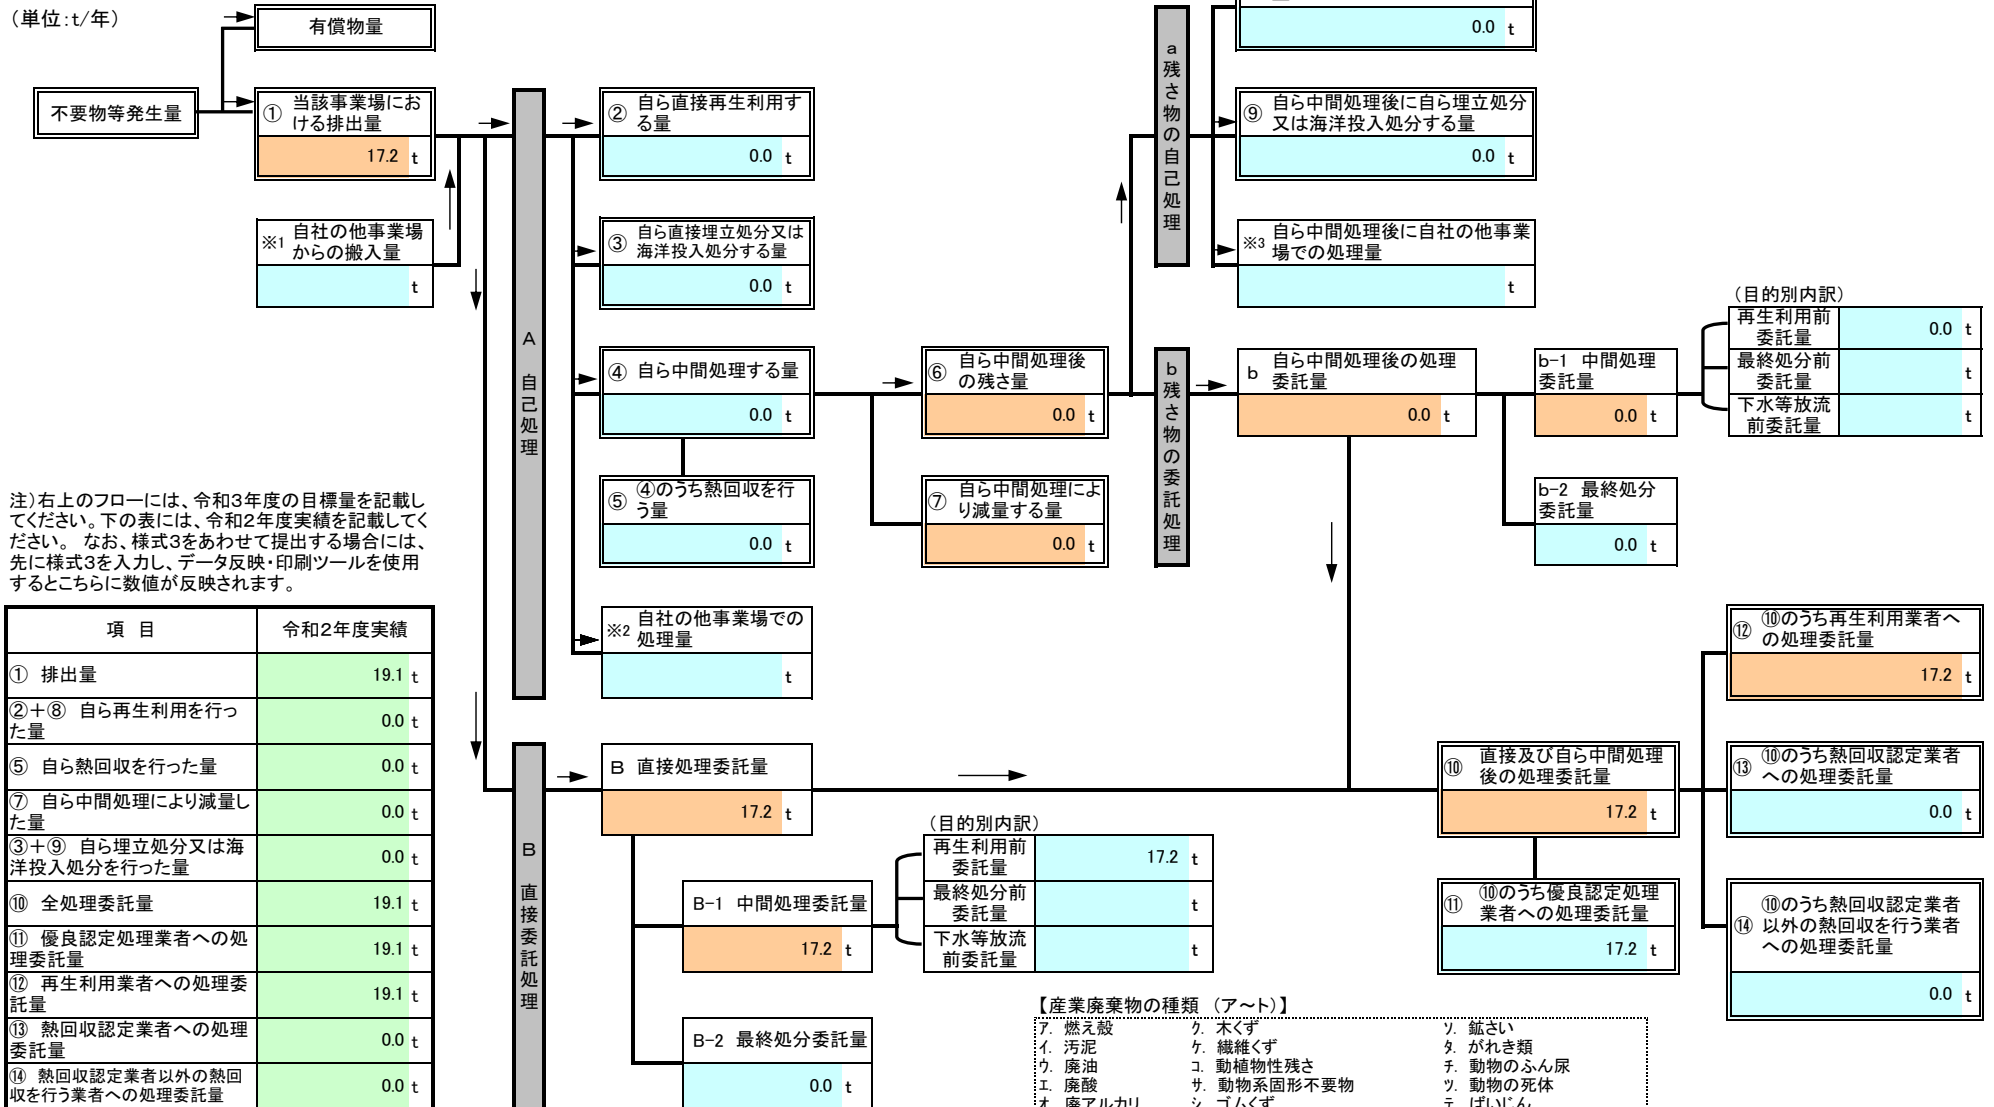 （単位:ｔ/年）
有償物量
不要物等発生量
① 当該事業場にお
ける排出量
17.2 t
※1 自社の他事業場
からの搬入量
t
A 自己処理
② 自ら直接再生利用す
る量
0.0 t
③ 自ら直接埋立処分又は
海洋投入処分する量
0.0 t
④ 自ら中間処理する量
0.0 t
⑤ ④のうち熱回収を行
う量
0.0 t
※2 自社の他事業場での
処理量
t
⑥ 自ら中間処理後
の残さ量
0.0 t
⑦ 自ら中間処理によ
り減量する量
0.0 t
a 残さ物の自己処理
0.0 t
⑨ 自ら中間処理後に自ら埋立処分
又は海洋投入処分する量
0.0 t
※3 自ら中間処理後に自社の他事業
場での処理量
t
b 残さ物の委託処理
b 自ら中間処理後の処理
委託量
0.0 t
b-1 中間処理
委託量
0.0 t
（目的別内訳）
再生利用前
委託量
0.0 t
最終処分前
委託量
t
下水等放流
前委託量
t
b-2 最終処分
委託量
0.0 t
注）右上のフローには、令和3年度の目標量を記載し
てください。下の表には、令和2年度実績を記載してく
ださい。 なお、様式3をあわせて提出する場合には、
先に様式3を入力し、データ反映・印刷ツールを使用
するとこちらに数値が反映されます。
項 目 令和2年度実績
① 排出量 19.1 t
②＋⑧ 自ら再生利用を行っ
た量 0.0 t
⑤ 自ら熱回収を行った量 0.0 t
⑦ 自ら中間処理により減量し
た量 0.0 t
③＋⑨ 自ら埋立処分又は海
洋投入処分を行った量 0.0 t
⑩ 全処理委託量 19.1 t
⑪ 優良認定処理業者への処
理委託量 19.1 t
⑫ 再生利用業者への処理委
託量 19.1 t
⑬ 熱回収認定業者への処理
委託量 0.0 t
⑭ 熱回収認定業者以外の熱回
収を行う業者への処理委託量 0.0 t
B 直接委託処理
B 直接処理委託量
17.2 t
B-1 中間処理委託量
17.2 t
B-2 最終処分委託量
0.0 t
（目的別内訳）
再生利用前
委託量
17.2 t
最終処分前
委託量
t
下水等放流
前委託量
t
⑩ 直接及び自ら中間処理
後の処理委託量
17.2 t
⑪ ⑩のうち優良認定処理
業者への処理委託量
17.2 t
⑫ ⑩のうち再生利用業者へ
の処理委託量
17.2 t
⑬ ⑩のうち熱回収認定業者
への処理委託量
0.0 t
⑭ ⑩のうち熱回収認定業者
以外の熱回収を行う業者
への処理委託量
0.0 t
【産業廃棄物の種類 （ア～ト）】
ア. 燃え殻 ク. 木くず ソ. 鉱さい
イ. 汚泥 ケ. 繊維くず タ. がれき類
ウ. 廃油 コ. 動植物性残さ チ. 動物のふん尿
エ. 廃酸 サ. 動物系固形不要物 ツ. 動物の死体
オ. 廃アルカリ シ. ゴムくず テ. ばいじん